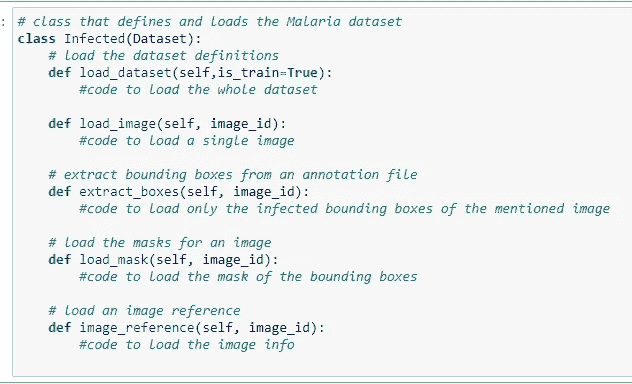 : # class that defines and loads the Malaria dataset
class Infected(Dataset):
# load the dataset definitions
def load_dataset(self,is_train=True):
#code to load the whole dataset
def load_image(self, image_id):
#code to load a single image
# extract bounding boxes from an annotation file
def extract_boxes(self, image_id):
#code to load only the infected bounding boxes of the mentioned image
# load the masks for an image
def load_mask(self, image_id):
#code to load the mask of the bounding boxes
# load an image reference
def image_reference(self, image_id):
#code to load the image info